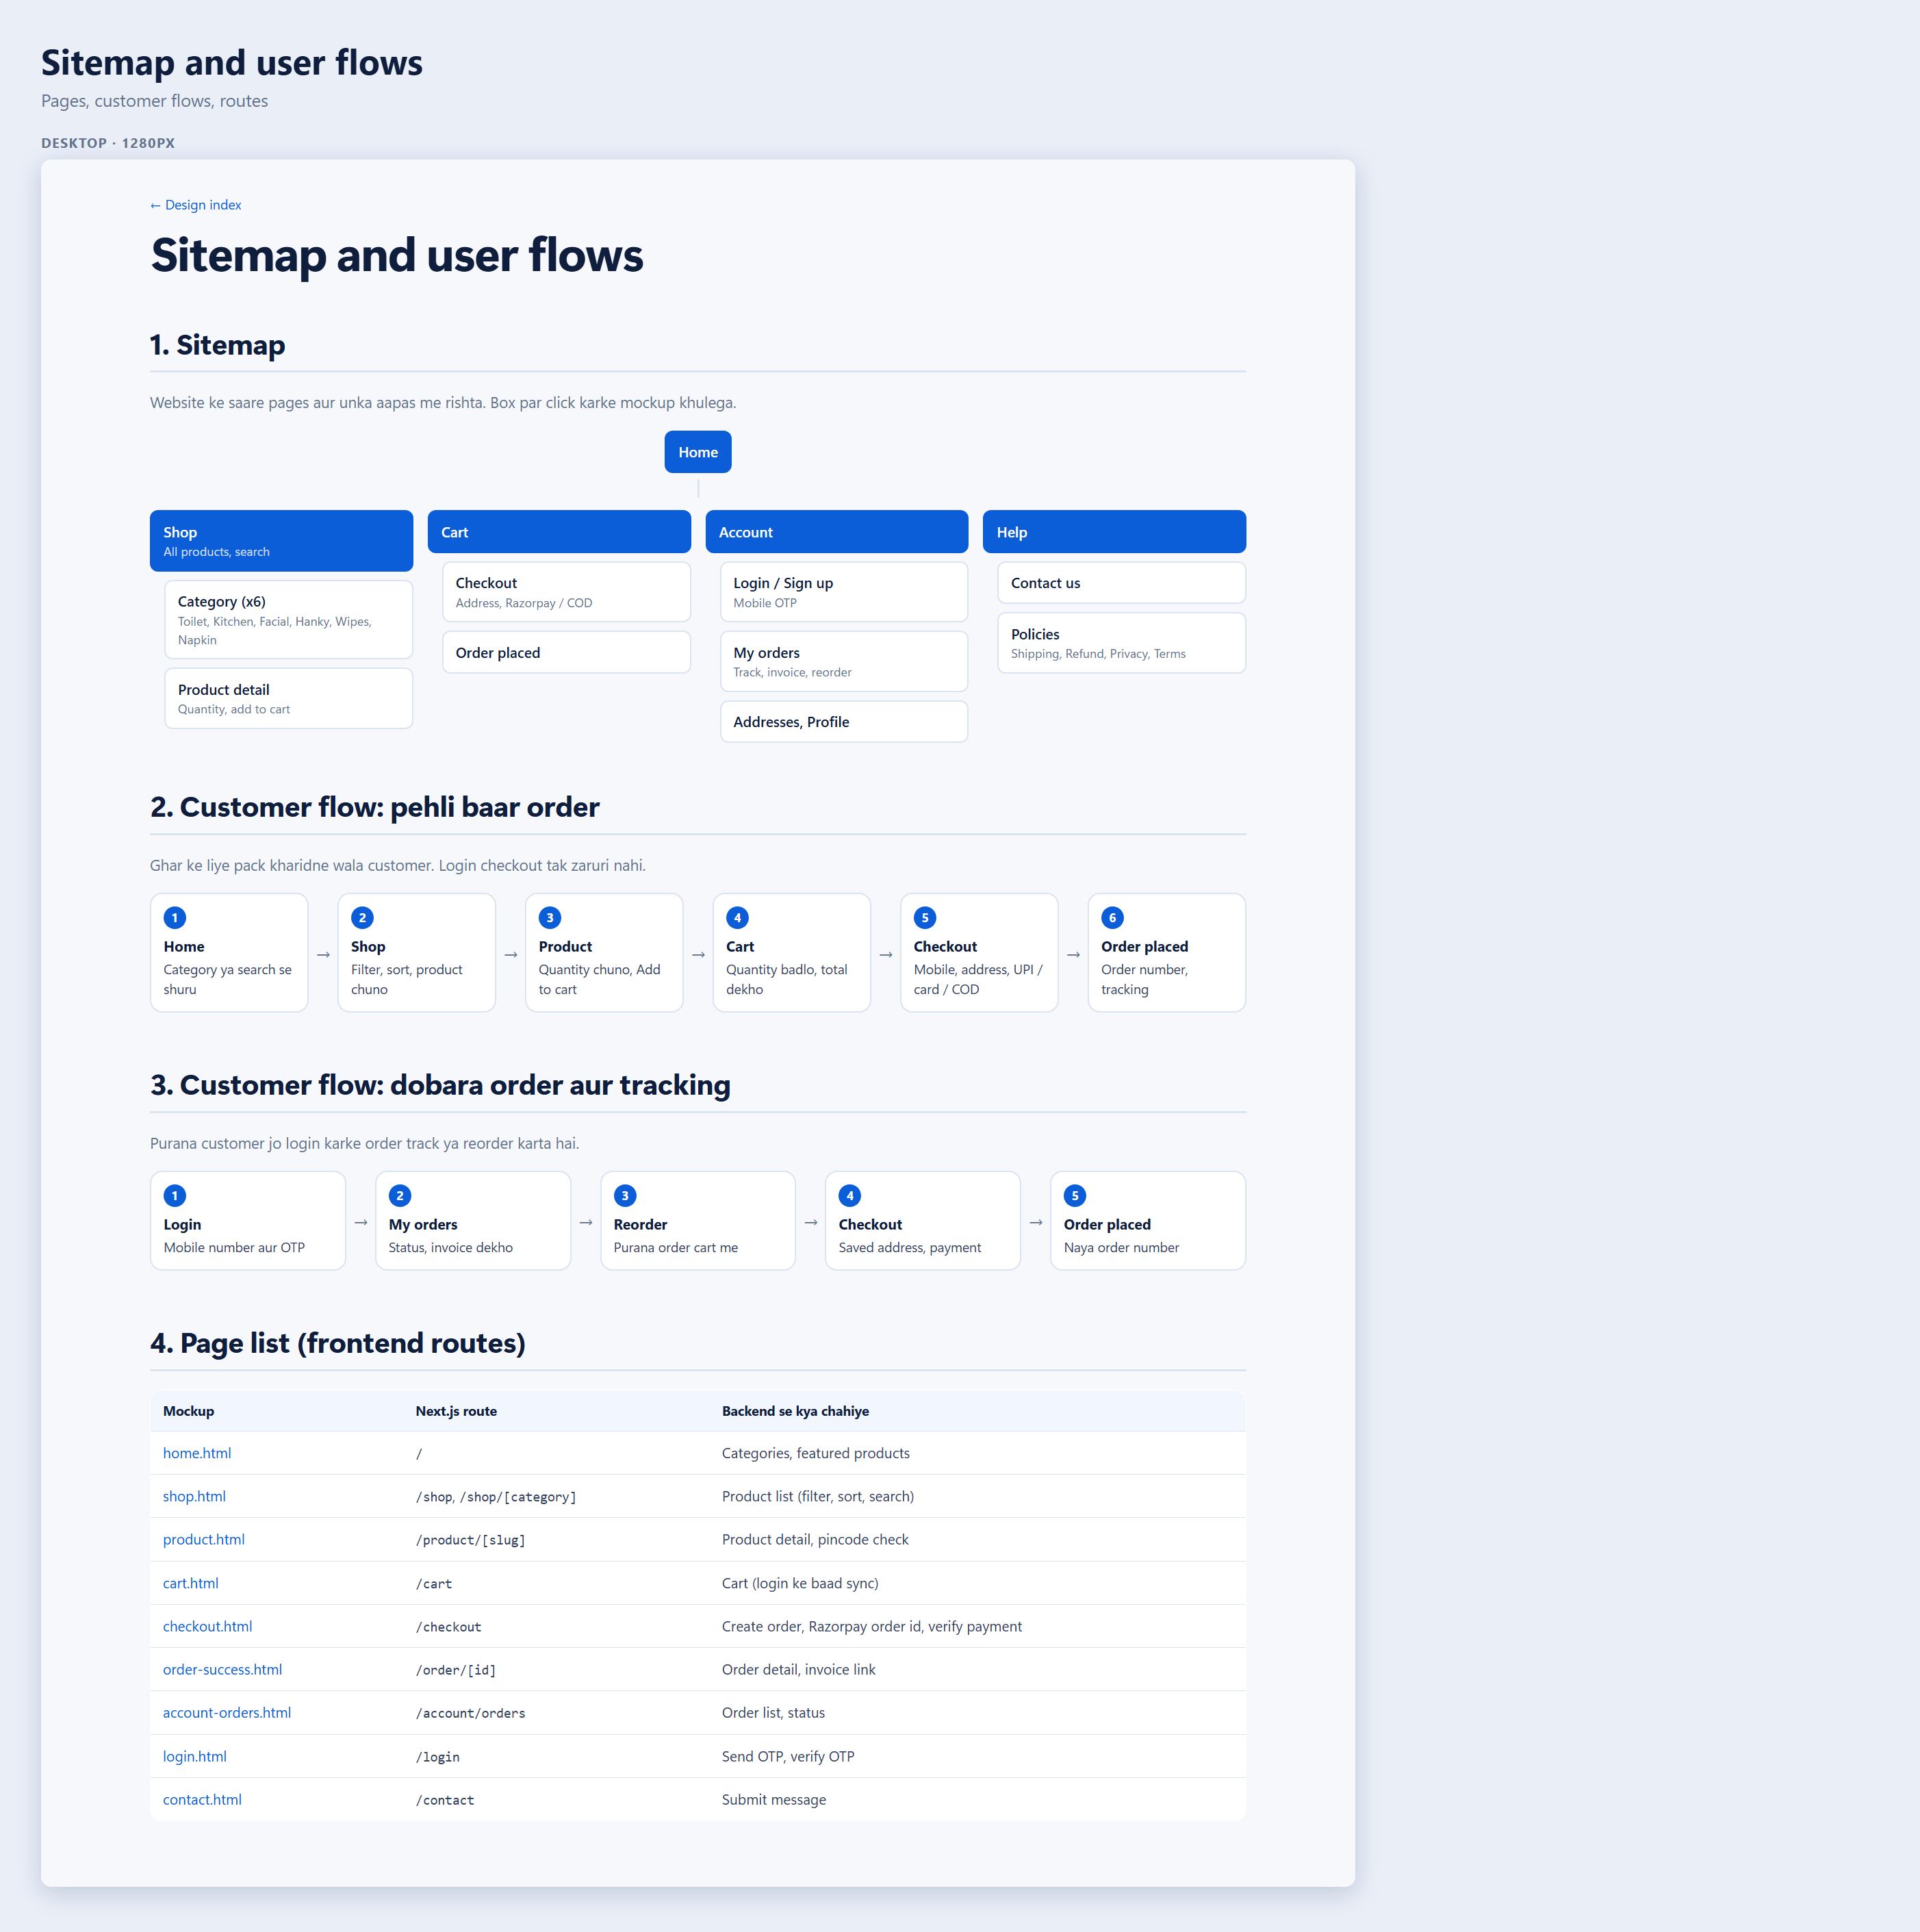 Sitemap and user flows
Pages, customer flows, routes
DESKTOP · 1280PX
← Design index
Sitemap and user flows
1. Sitemap
Website ke saare pages aur unka aapas me rishta. Box par click karke mockup khulega.
Home
Shop
All products, search
Category (x6)
Toilet, Kitchen, Facial, Hanky, Wipes,
Napkin
Product detail
Quantity, add to cart
Cart
Checkout
Address, Razorpay / COD
Order placed
Account
Login / Sign up
Mobile OTP
My orders
Track, invoice, reorder
Addresses, Profile
Help
Contact us
Policies
Shipping, Refund, Privacy, Terms
2. Customer flow: pehli baar order
Ghar ke liye pack kharidne wala customer. Login checkout tak zaruri nahi.
1
Home
Category ya search se
shuru
→
2
Shop
Filter, sort, product
chuno
→
3
Product
Quantity chuno, Add
to cart
→
4
Cart
Quantity badlo, total
dekho
→
5
Checkout
Mobile, address, UPI /
card / COD
→
6
Order placed
Order number,
tracking
3. Customer flow: dobara order aur tracking
Purana customer jo login karke order track ya reorder karta hai.
1
Login
Mobile number aur OTP
→
2
My orders
Status, invoice dekho
→
3
Reorder
Purana order cart me
→
4
Checkout
Saved address, payment
→
5
Order placed
Naya order number
4. Page list (frontend routes)
Mockup Next.js route Backend se kya chahiye
home.html / Categories, featured products
shop.html /shop, /shop/[category] Product list (filter, sort, search)
product.html /product/[slug] Product detail, pincode check
cart.html /cart Cart (login ke baad sync)
checkout.html /checkout Create order, Razorpay order id, verify payment
order-success.html /order/[id] Order detail, invoice link
account-orders.html /account/orders Order list, status
login.html /login Send OTP, verify OTP
contact.html /contact Submit message